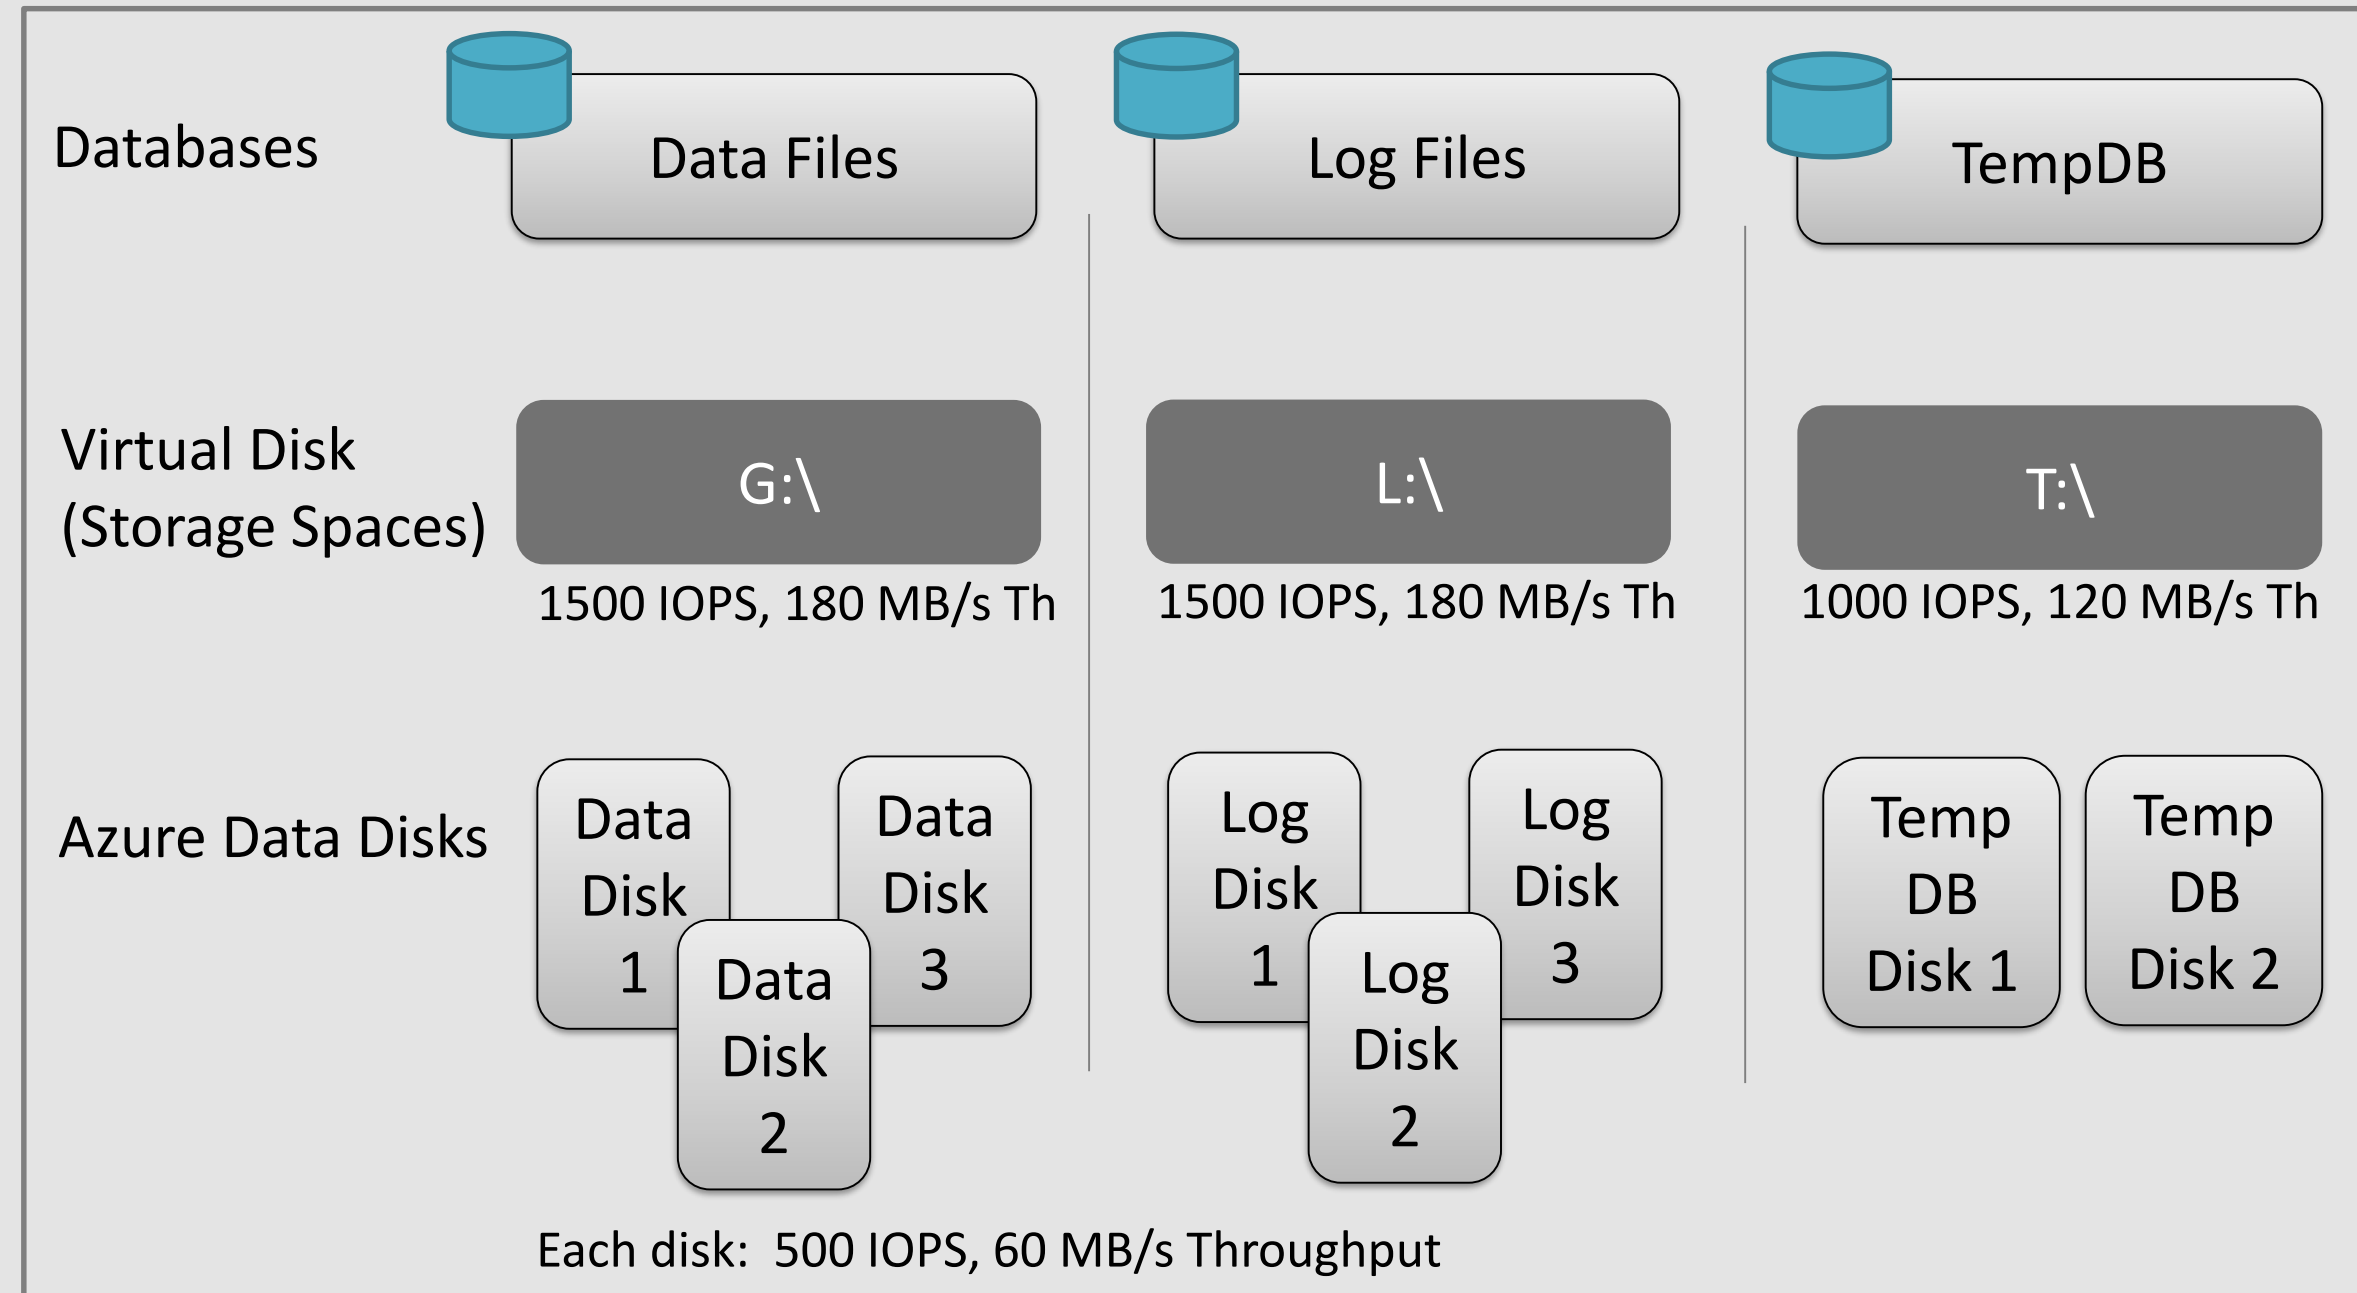 Databases
Data Files
Log Files
TempDB
Virtual Disk
(Storage Spaces)
G:\
L:\
T:\
1500 IOPS, 180 MB/s Th
1500 IOPS, 180 MB/s Th
1000 IOPS, 120 MB/s Th
Azure Data Disks
Data
Disk
1
Data
Disk
2
Data
Disk
3
Log
Disk
1
Log
Disk
2
Log
Disk
3
Temp
DB
Disk 1
Temp
DB
Disk 2
Each disk:  500 IOPS, 60 MB/s Throughput